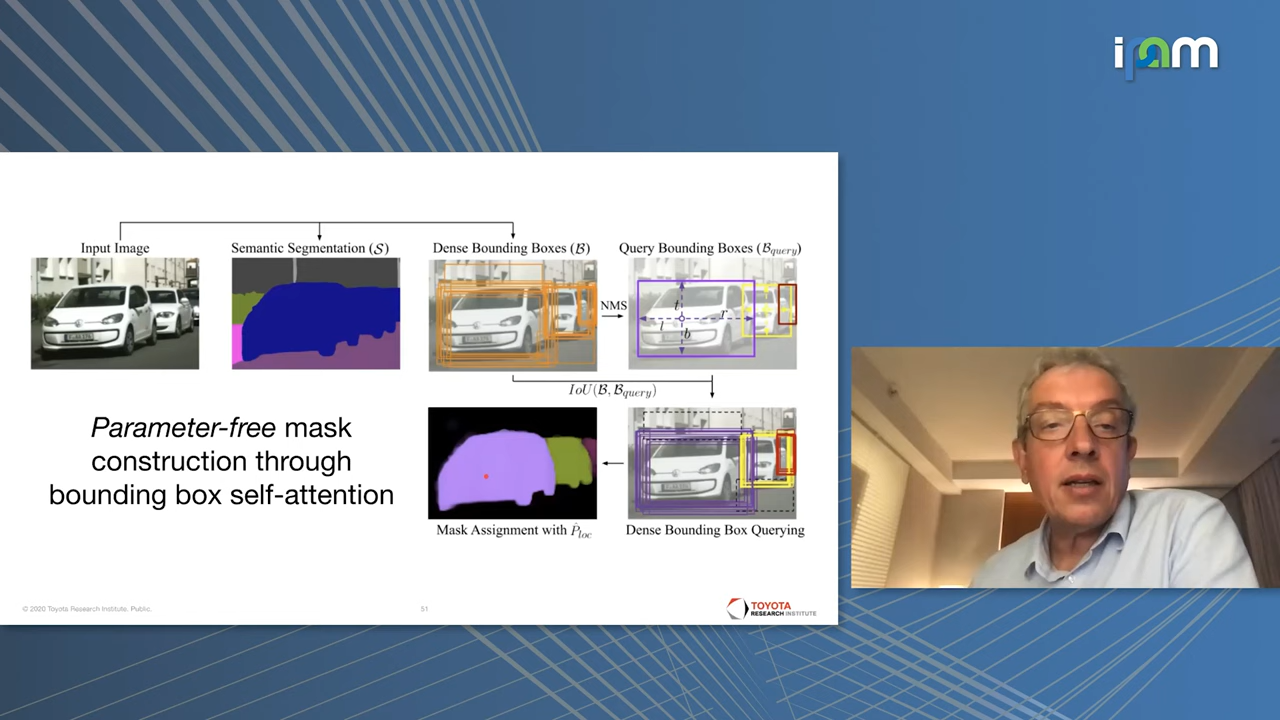 ipam
Input Image
Semantic Segmentation (𝒮)
Dense Bounding Boxes (ℬ)
Query Bounding Boxes (ℬ_query)
NMS
t
l
r
b
IoU(ℬ, ℬ_query)
Parameter-free mask
construction through
bounding box self-attention
Mask Assignment with P̂_loc
Dense Bounding Box Querying
© 2020 Toyota Research Institute. Public.
51
TOYOTA
RESEARCH INSTITUTE